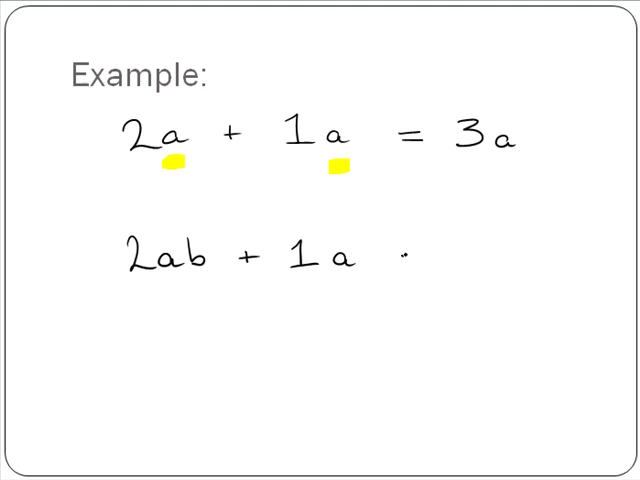 Example:
2a + 1a = 3a
2ab + 1a